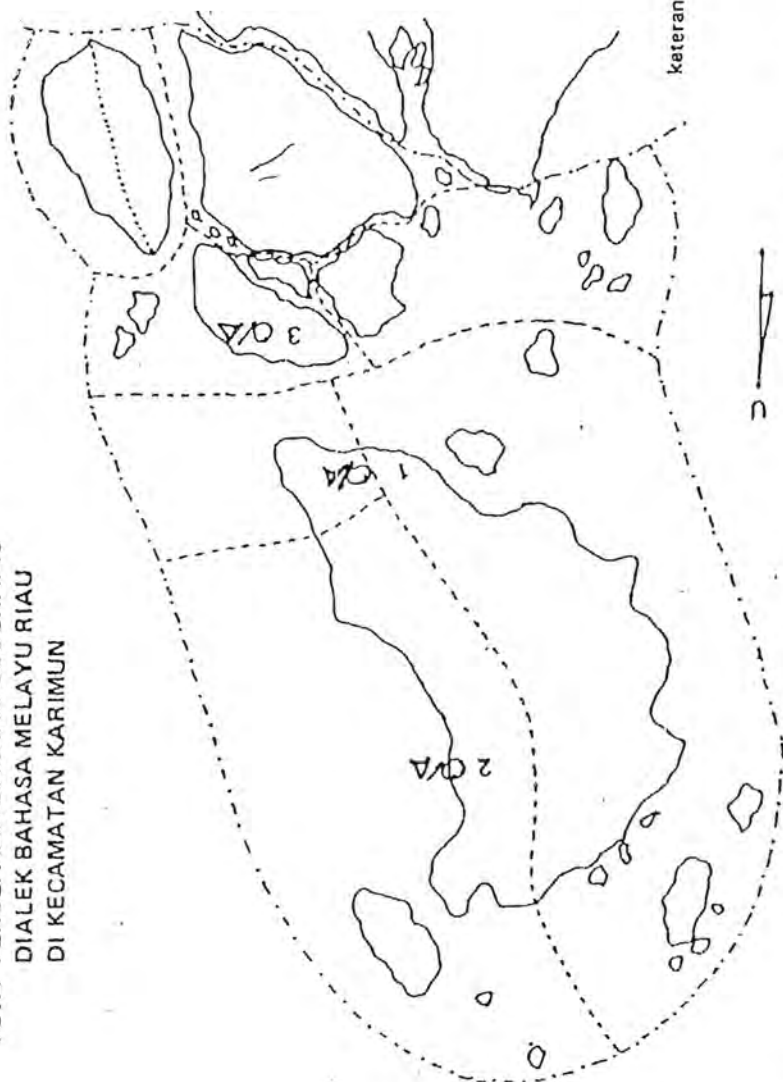 DIALEK BAHASA MELAYU RIAU
DI KECAMATAN KARIMUN
3 O/Δ
1 O/Δ
2 O/Δ
U
keteran